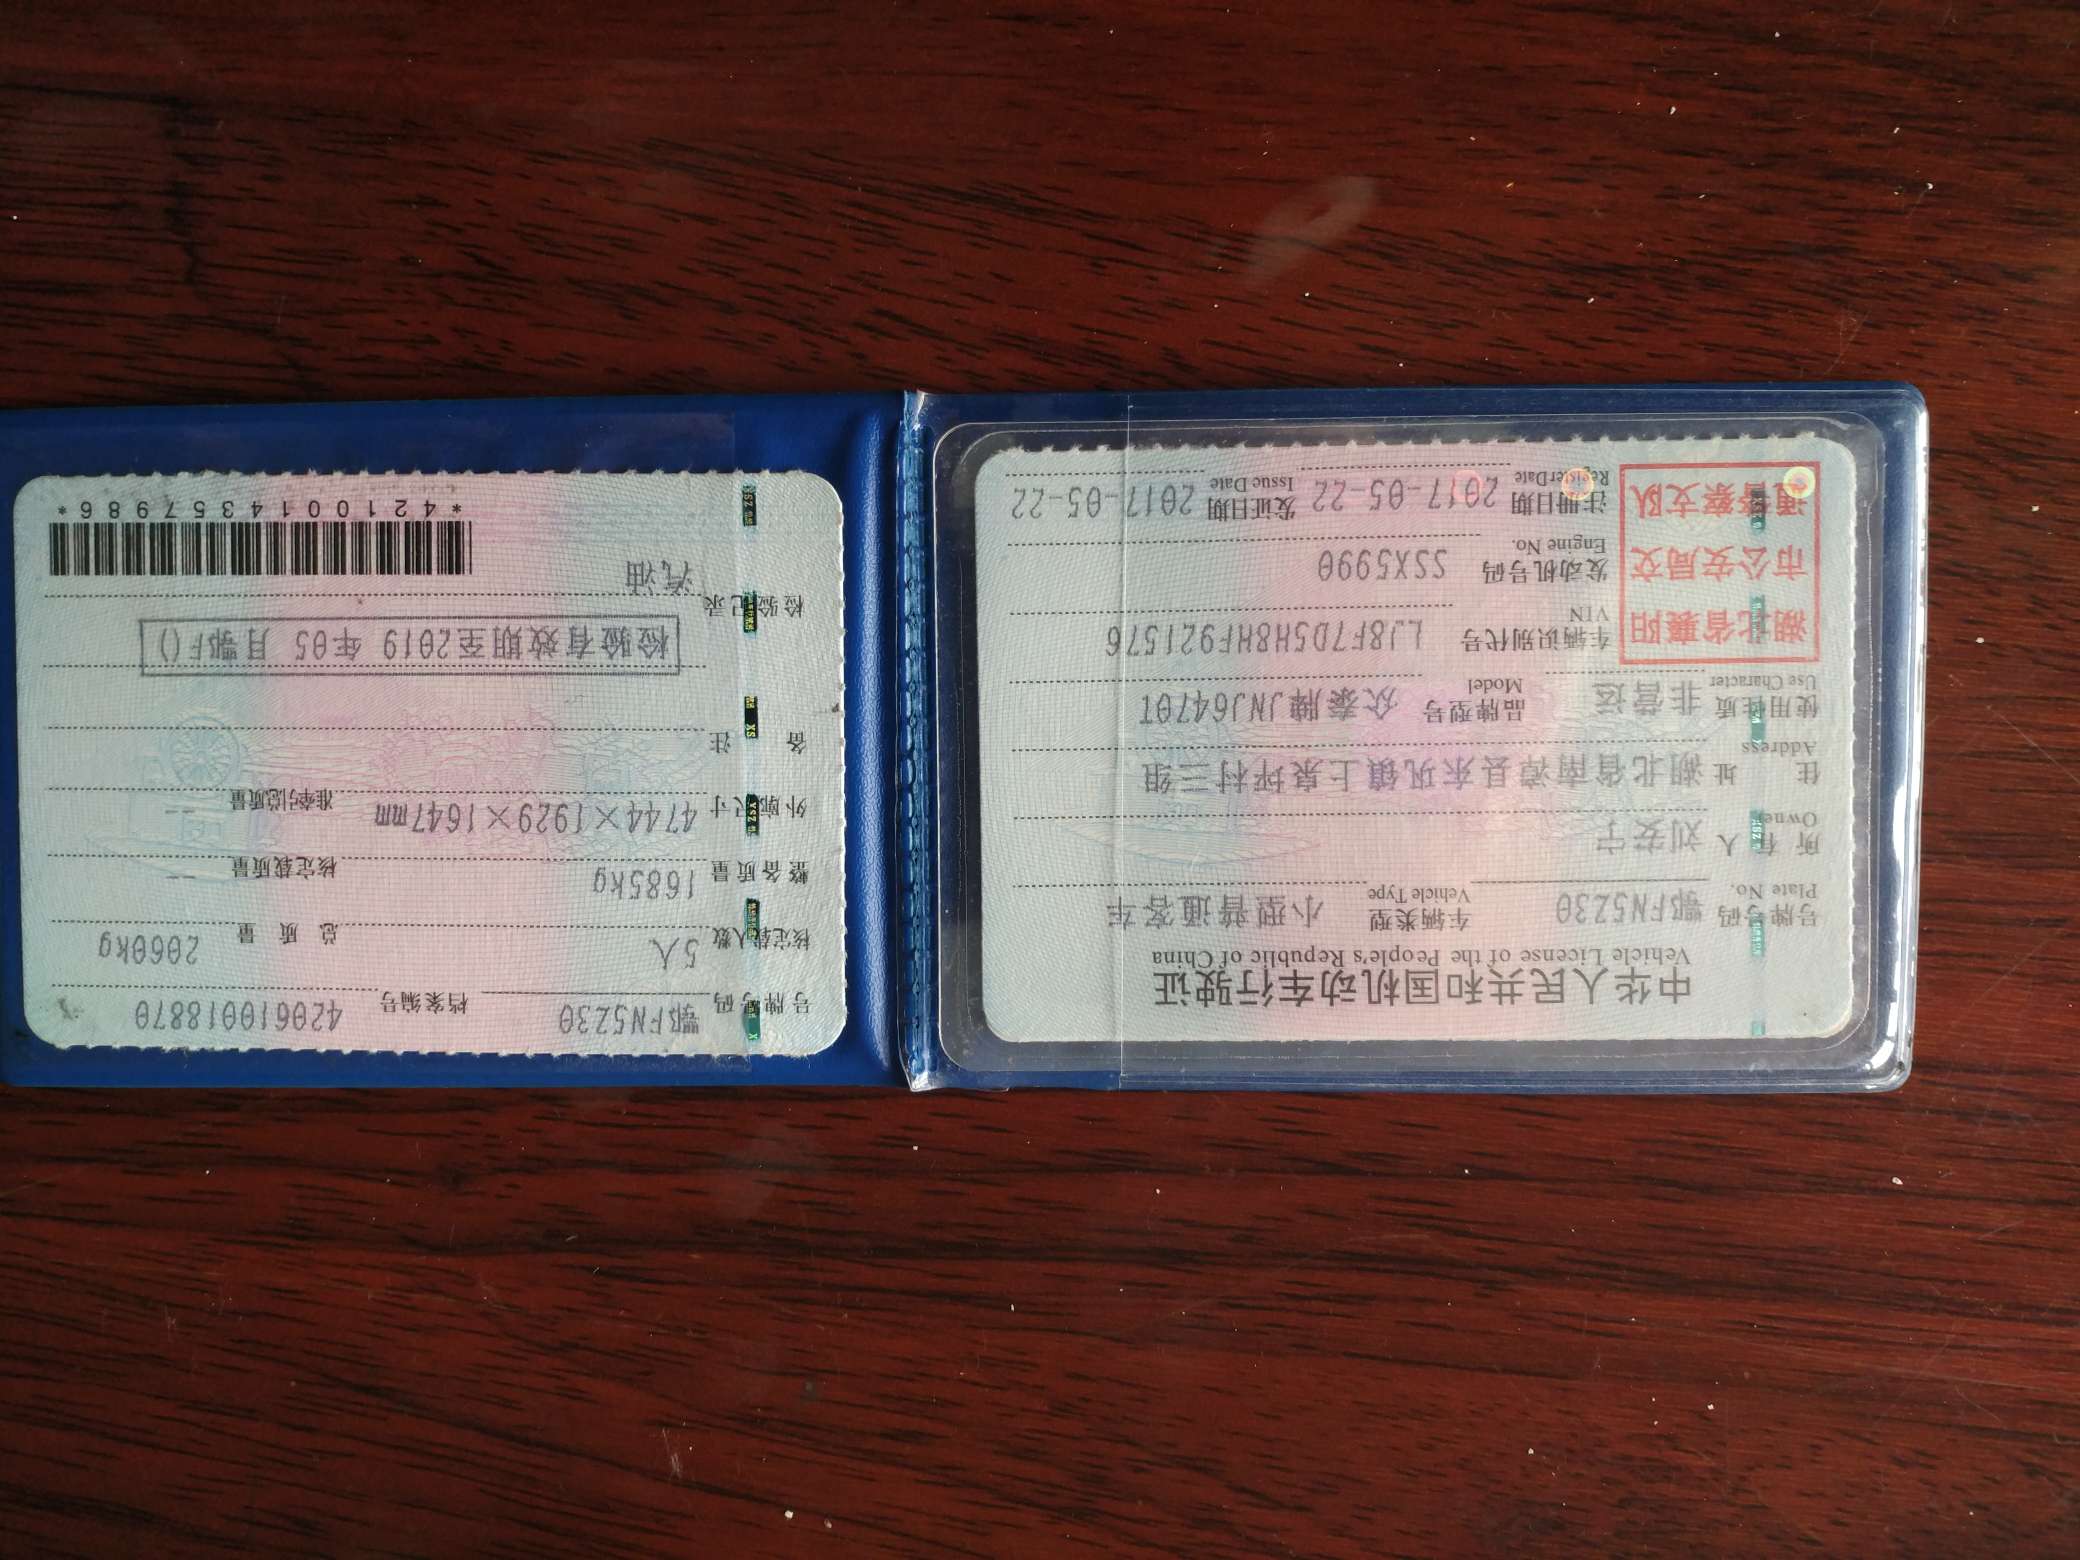 中华人民共和国机动车行驶证
Vehicle License of the People's Republic of China
号牌号码 鄂FN5Z30 车辆类型 小型普通客车
Plate No. Vehicle Type
所有人 刘安宁
Owner
住址 湖北省南漳县东巩镇上泉坪村三组
Address
使用性质 非营运 品牌型号 众泰牌JNJ6470T
Use Character Model
湖北省襄阳
市公安局交
通警察支队
车辆识别代号 LJ8F7D5H8HF921576
VIN
发动机号码 SSX5990
Engine No.
注册日期 2017-05-22 发证日期 2017-05-22
Register Date Issue Date
号牌号码 鄂FN5Z30 档案编号 420610018870
核定载人数 5人 总质量 2060kg
整备质量 1685kg 核定载质量 --
外廓尺寸 4744×1929×1647mm 准牵引总质量 --
备注
检验有效期至2019年05月鄂F()
检验记录
汽油
*4210014357986*